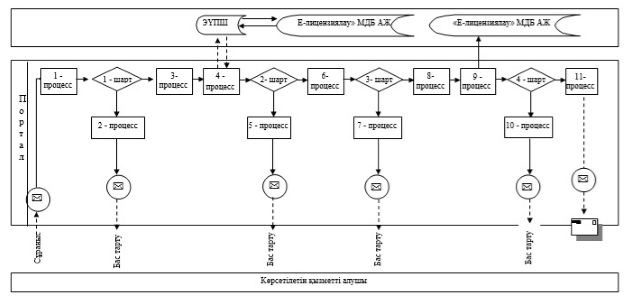 ЭҮПШ
Е-лицензиялау» МДБ АЖ
«Е-лицензиялау» МДБ АЖ
Портал
1 -
процесс
1 - шарт
3-
процесс
4 -
процесс
2- шарт
6-
процесс
3- шарт
8-
процесс
9 -
процесс
4 - шарт
11-
процесс
2 - процесс
5 - процесс
7 - процесс
10 - процесс
Сұраныс
Бас тарту
Бас тарту
Бас тарту
Бас тарту
Көрсетілетін қызметті алушы